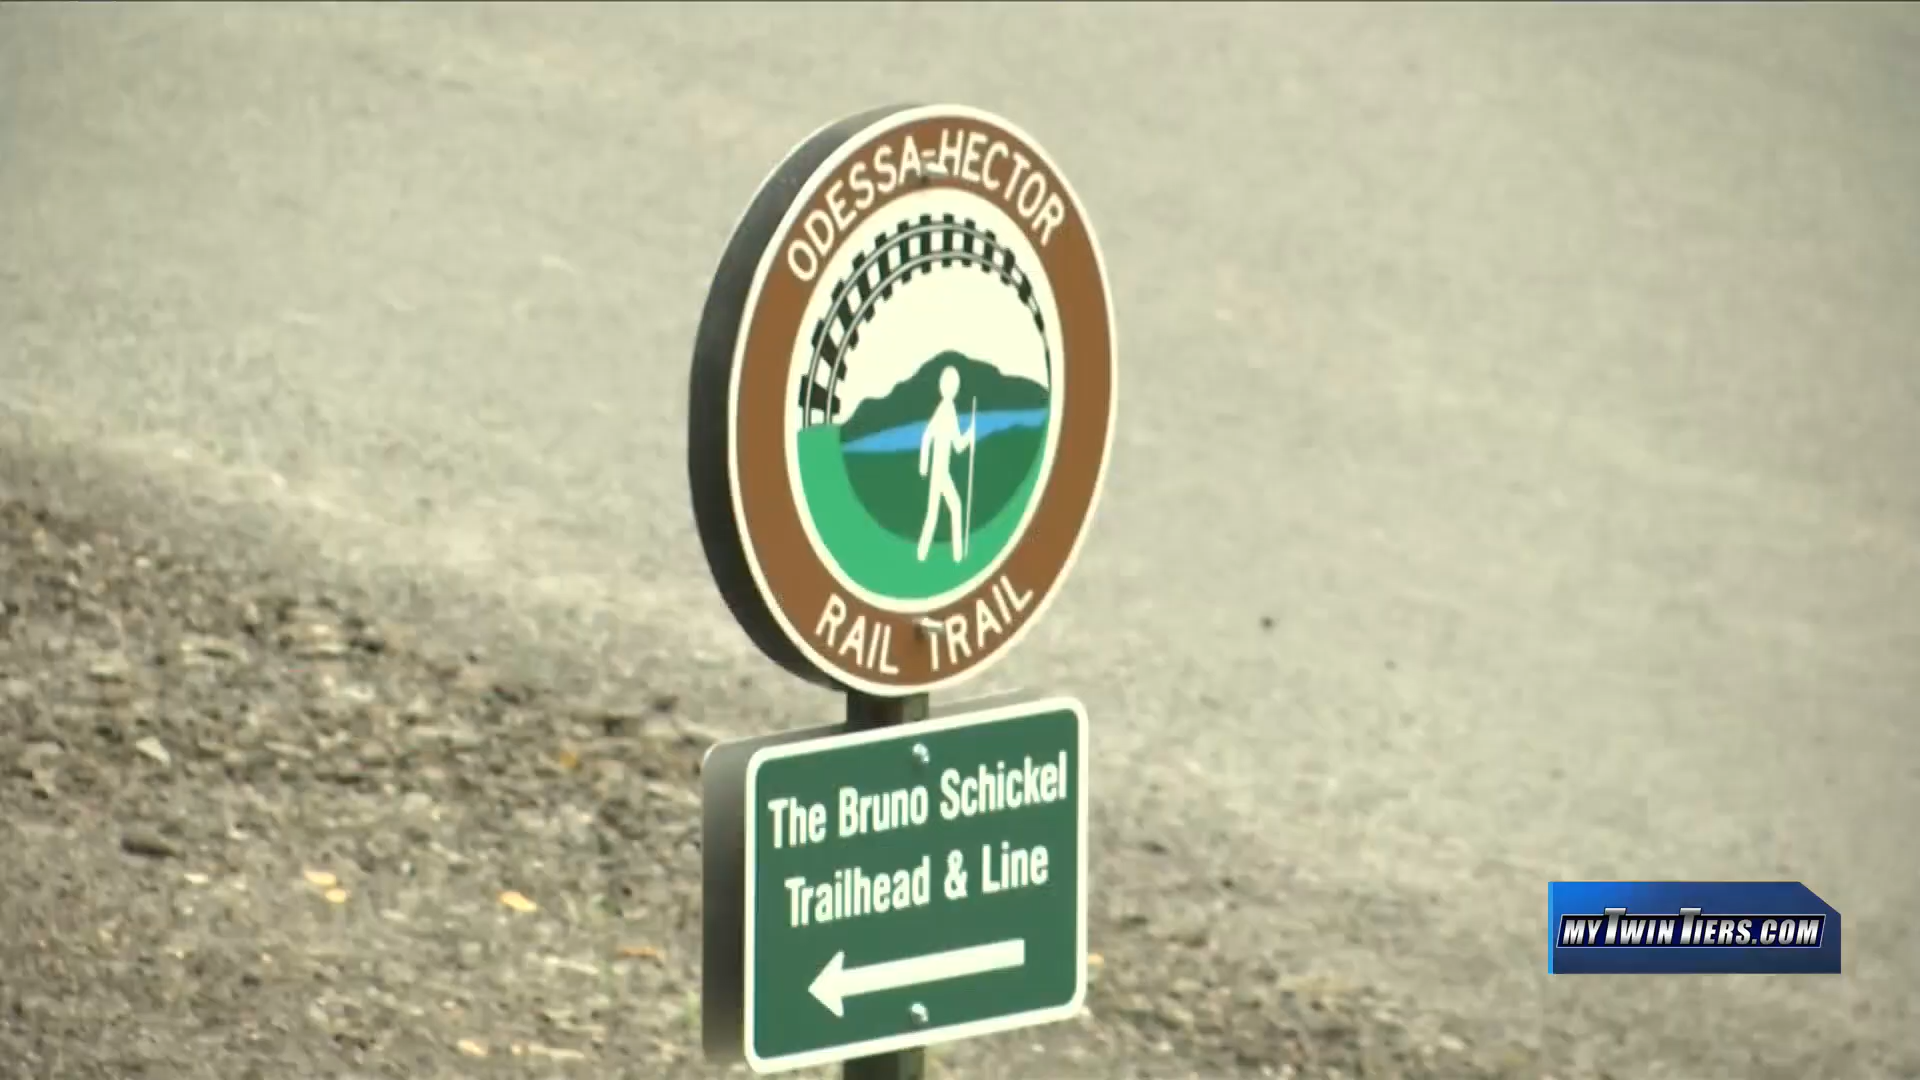 ODESSA-HECTOR
RAIL TRAIL
The Bruno Schickel
Trailhead & Line
MYTWINTIERS.COM